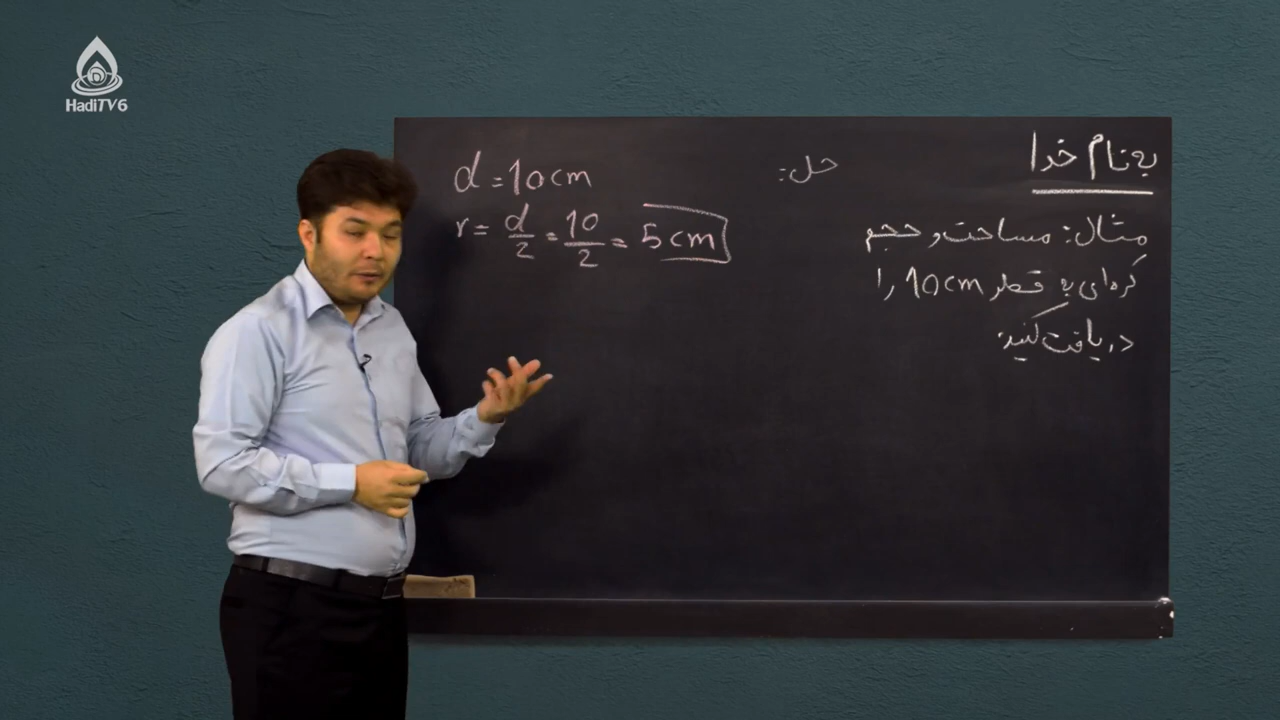 HadiTV6
به نام خدا
مثال: مساحت و حجم
کره‌ای به قطر 10cm را
دریافت کنید:
حل:
d = 10cm
r = d/2 = 10/2 = 5cm